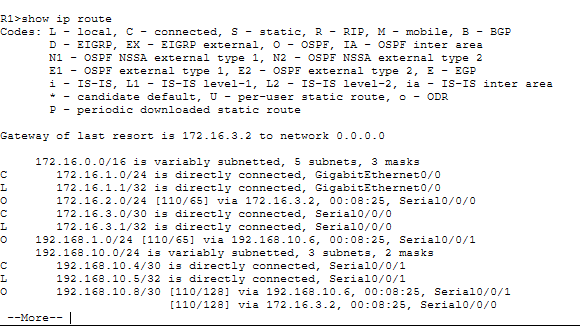 R1>show ip route
Codes: L - local, C - connected, S - static, R - RIP, M - mobile, B - BGP
       D - EIGRP, EX - EIGRP external, O - OSPF, IA - OSPF inter area
       N1 - OSPF NSSA external type 1, N2 - OSPF NSSA external type 2
       E1 - OSPF external type 1, E2 - OSPF external type 2, E - EGP
       i - IS-IS, L1 - IS-IS level-1, L2 - IS-IS level-2, ia - IS-IS inter area
       * - candidate default, U - per-user static route, o - ODR
       P - periodic downloaded static route
Gateway of last resort is 172.16.3.2 to network 0.0.0.0
     172.16.0.0/16 is variably subnetted, 5 subnets, 3 masks
C       172.16.1.0/24 is directly connected, GigabitEthernet0/0
L       172.16.1.1/32 is directly connected, GigabitEthernet0/0
O       172.16.2.0/24 [110/65] via 172.16.3.2, 00:08:25, Serial0/0/0
C       172.16.3.0/30 is directly connected, Serial0/0/0
L       172.16.3.1/32 is directly connected, Serial0/0/0
O    192.168.1.0/24 [110/65] via 192.168.10.6, 00:08:25, Serial0/0/1
     192.168.10.0/24 is variably subnetted, 3 subnets, 2 masks
C       192.168.10.4/30 is directly connected, Serial0/0/1
L       192.168.10.5/32 is directly connected, Serial0/0/1
O       192.168.10.8/30 [110/128] via 192.168.10.6, 00:08:25, Serial0/0/1
                        [110/128] via 172.16.3.2, 00:08:25, Serial0/0/0
 --More--